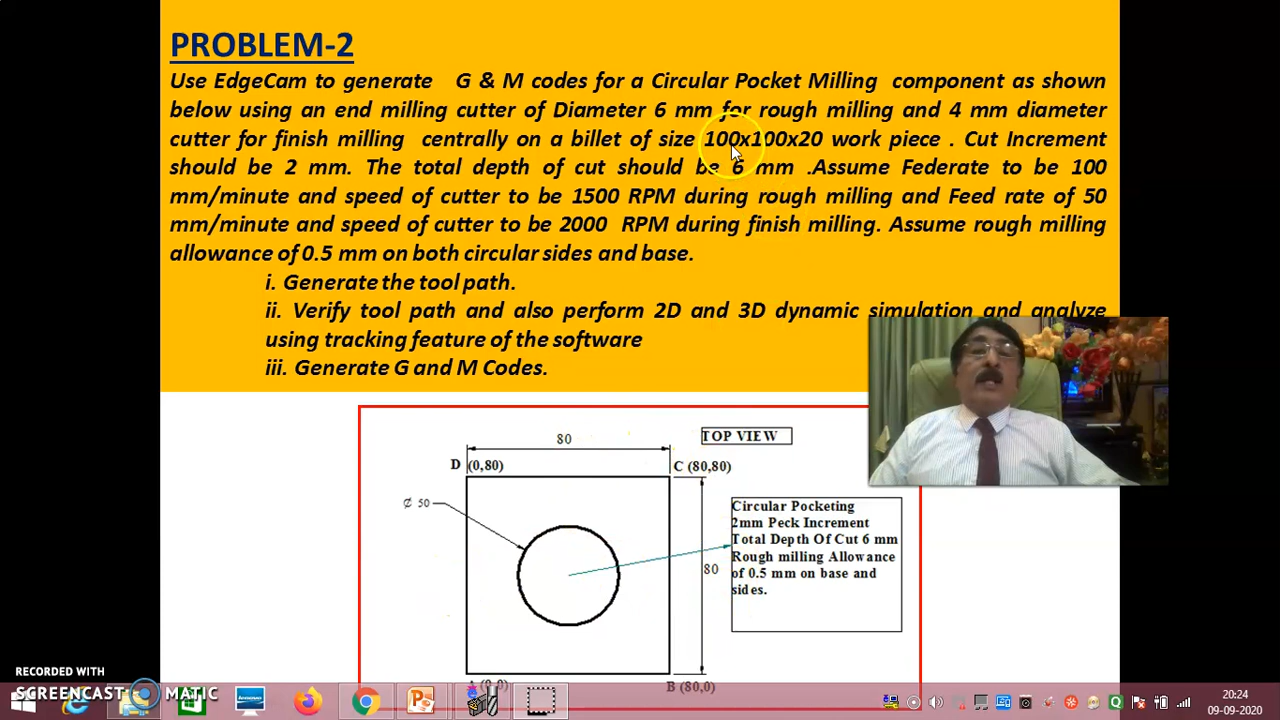 PROBLEM-2
Use EdgeCam to generate G & M codes for a Circular Pocket Milling component as shown
below using an end milling cutter of Diameter 6 mm for rough milling and 4 mm diameter
cutter for finish milling centrally on a billet of size 100x100x20 work piece . Cut Increment
should be 2 mm. The total depth of cut should be 6 mm .Assume Federate to be 100
mm/minute and speed of cutter to be 1500 RPM during rough milling and Feed rate of 50
mm/minute and speed of cutter to be 2000 RPM during finish milling. Assume rough milling
allowance of 0.5 mm on both circular sides and base.
i. Generate the tool path.
ii. Verify tool path and also perform 2D and 3D dynamic simulation and analyze
using tracking feature of the software
iii. Generate G and M Codes.
80
TOP VIEW
D (0,80)
C (80,80)
Ø 50
Circular Pocketing
2mm Peck Increment
Total Depth Of Cut 6 mm
Rough milling Allowance
of 0.5 mm on base and
sides.
80
A (0,0)
B (80,0)
RECORDED WITH
SCREENCAST MATIC
20:24
09-09-2020